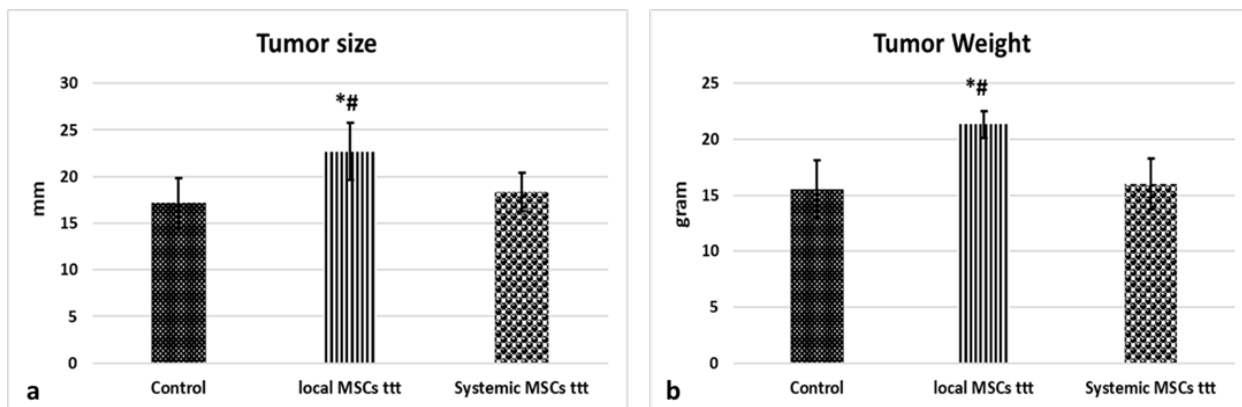 Tumor size
30
25
20
15
10
5
0
mm
*#
Control
local MSCs ttt
Systemic MSCs ttt
a
Tumor Weight
25
20
15
10
5
0
gram
*#
Control
local MSCs ttt
Systemic MSCs ttt
b